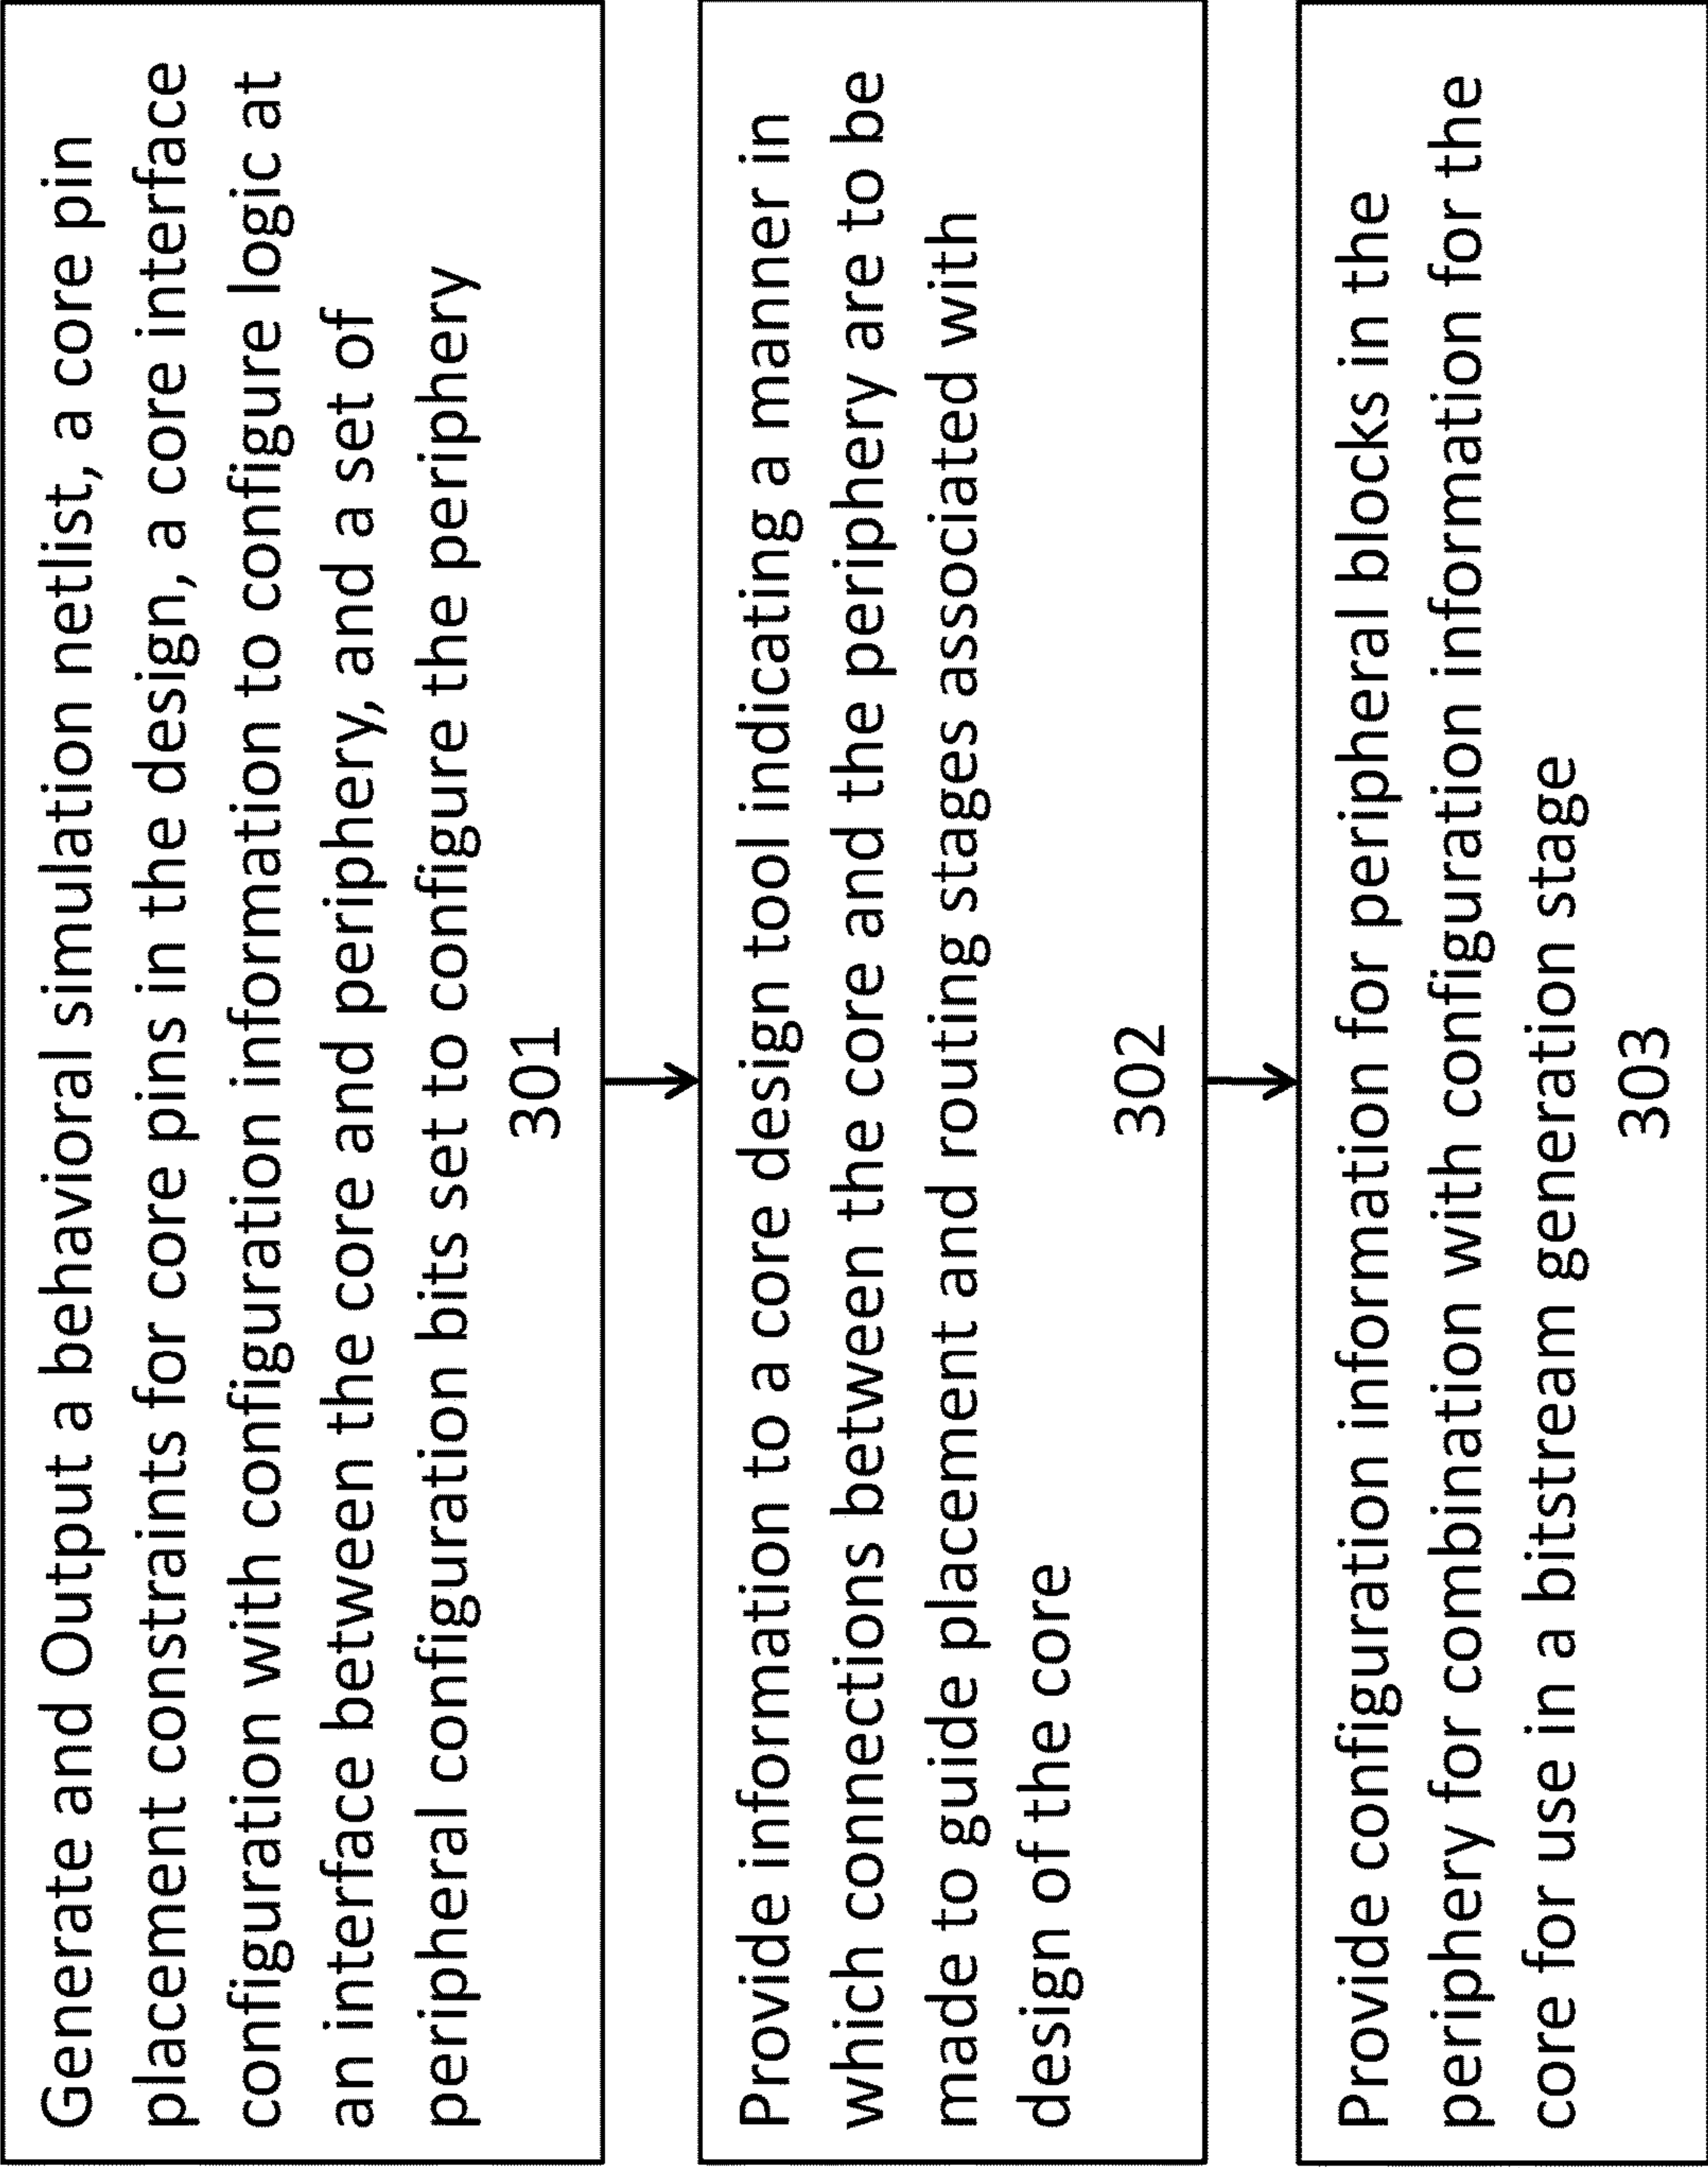 Generate and Output a behavioral simulation netlist, a core pin
placement constraints for core pins in the design, a core interface
configuration with configuration information to configure logic at
an interface between the core and periphery, and a set of
peripheral configuration bits set to configure the periphery
301
Provide information to a core design tool indicating a manner in
which connections between the core and the periphery are to be
made to guide placement and routing stages associated with
design of the core
302
Provide configuration information for peripheral blocks in the
periphery for combination with configuration information for the
core for use in a bitstream generation stage
303